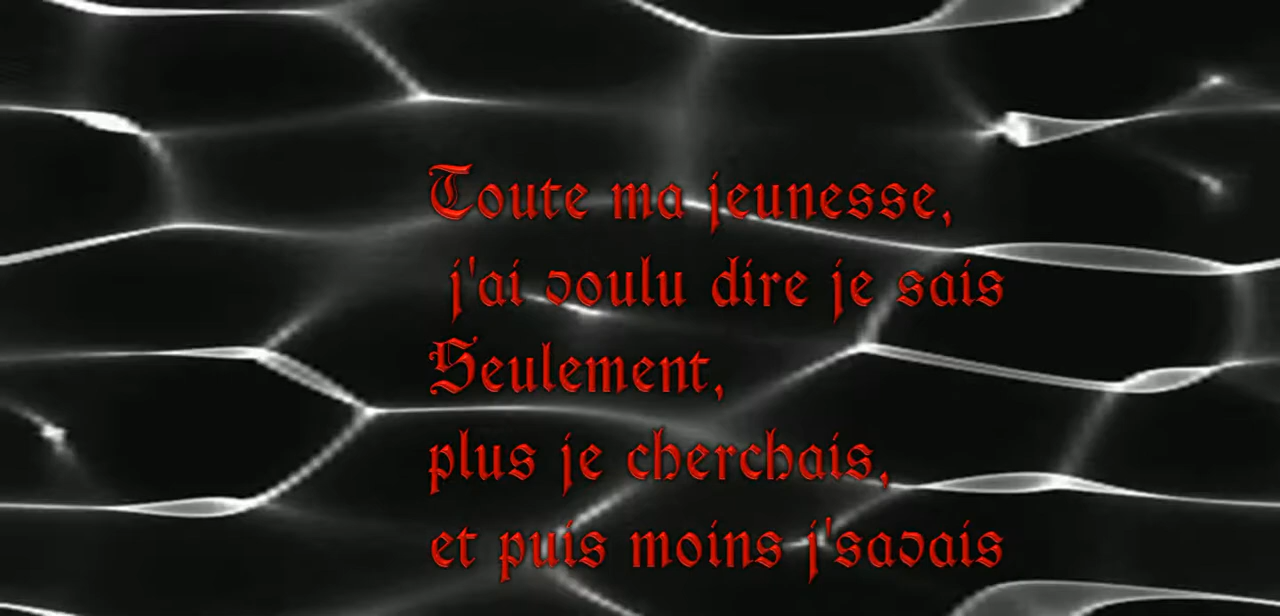 Toute ma jeunesse,
j'ai voulu dire je sais
Seulement,
plus je cherchais,
et puis moins j'savais